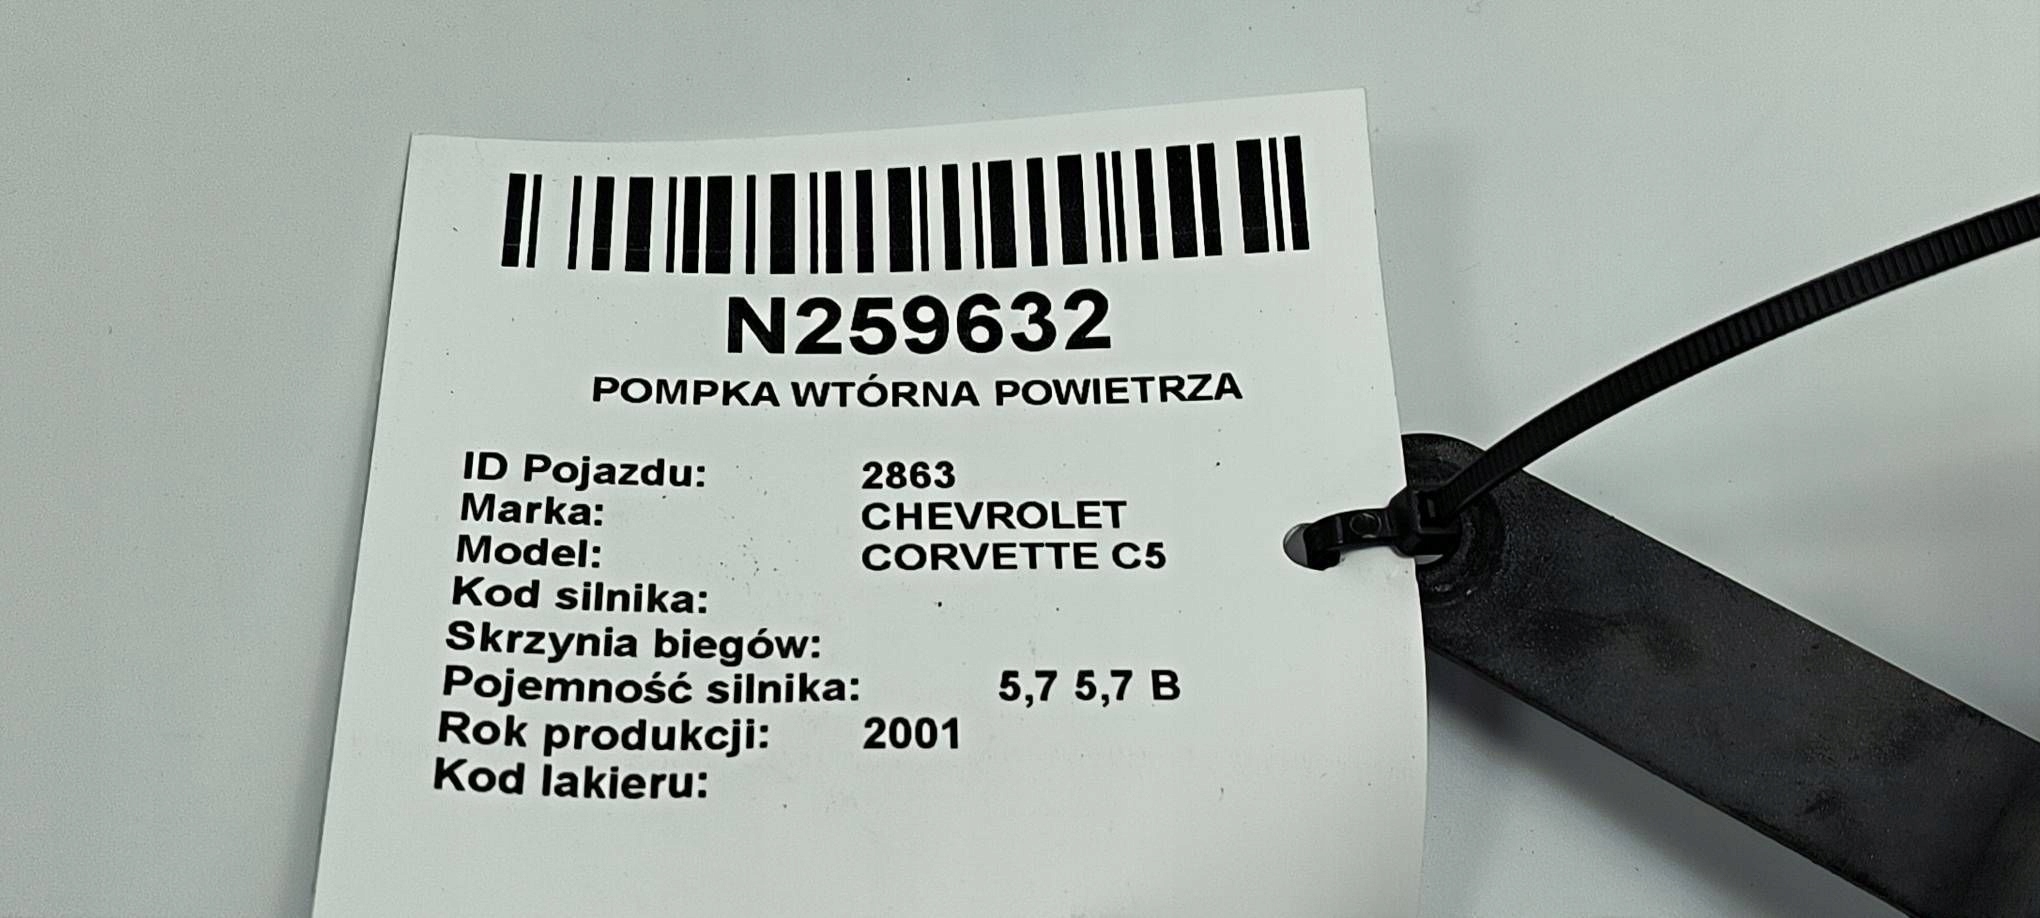 N259632
POMPKA WTÓRNA POWIETRZA
ID Pojazdu: 2863
Marka: CHEVROLET
Model: CORVETTE C5
Kod silnika:
Skrzynia biegów:
Pojemność silnika: 5,7 5,7 B
Rok produkcji: 2001
Kod lakieru: